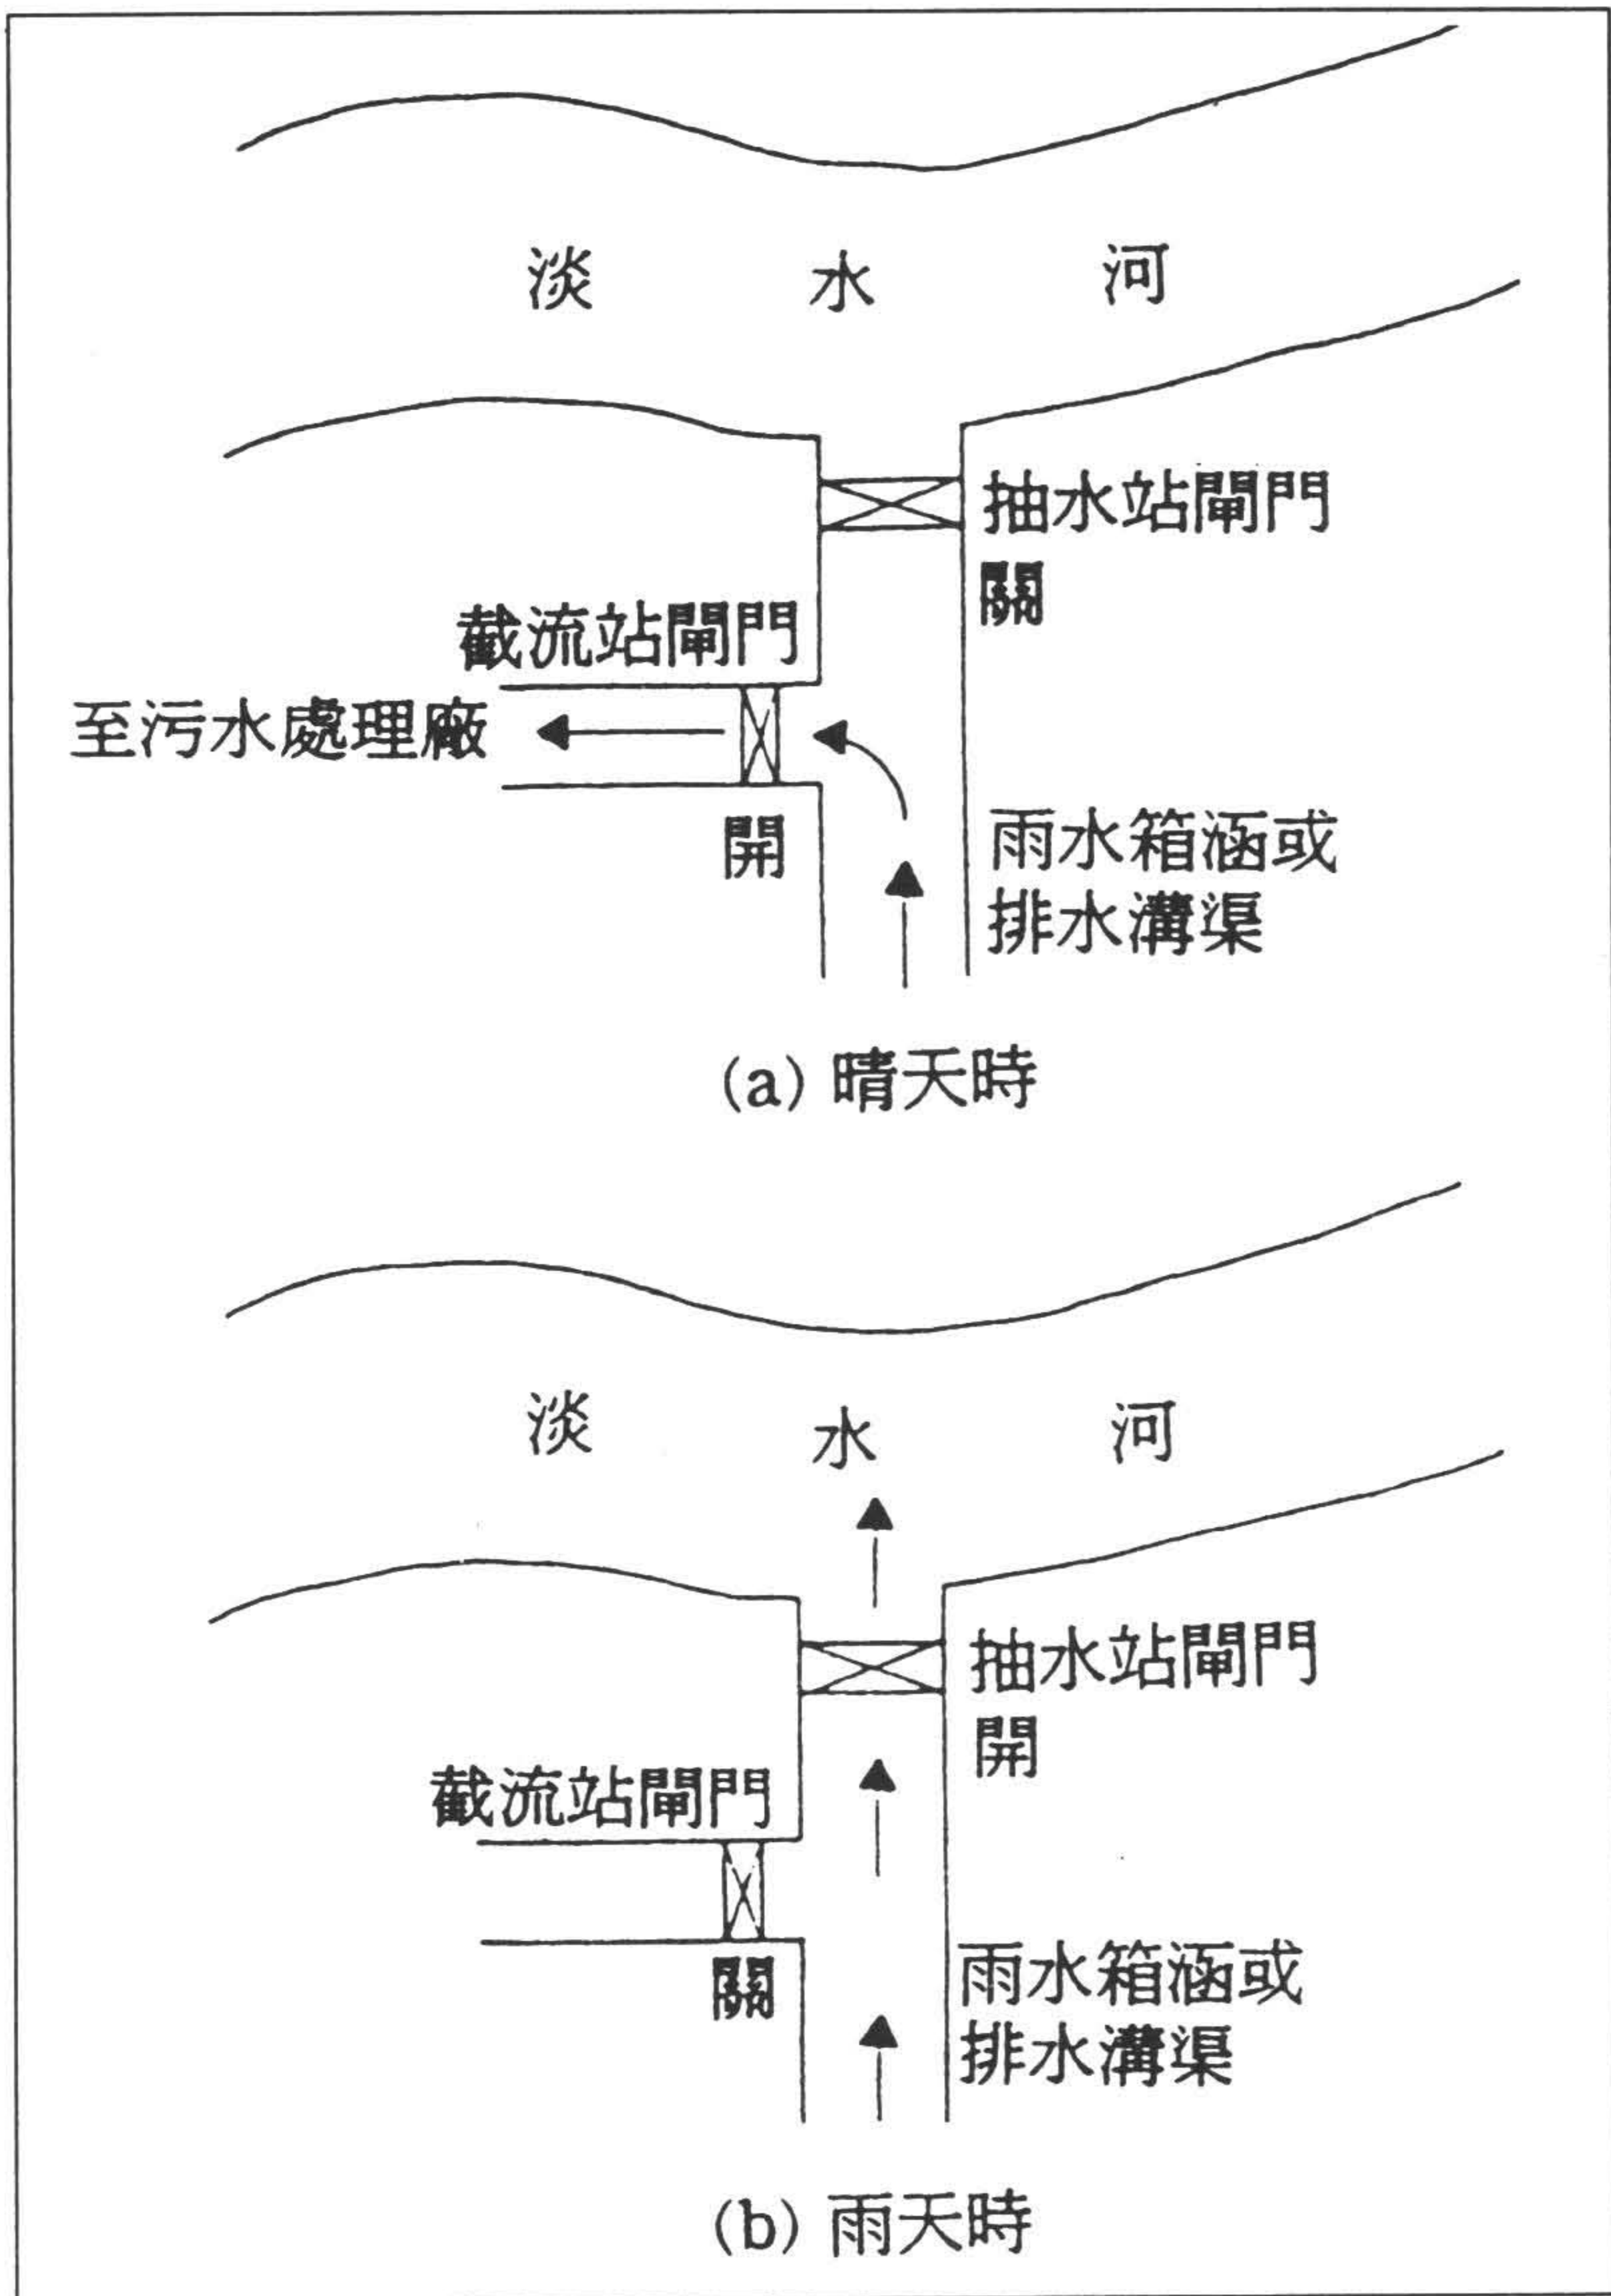 淡水河
抽水站閘門
關
截流站閘門
至污水處理廠
開
雨水箱涵或
排水溝渠
(a) 晴天時
淡水河
抽水站閘門
開
截流站閘門
關
雨水箱涵或
排水溝渠
(b) 雨天時